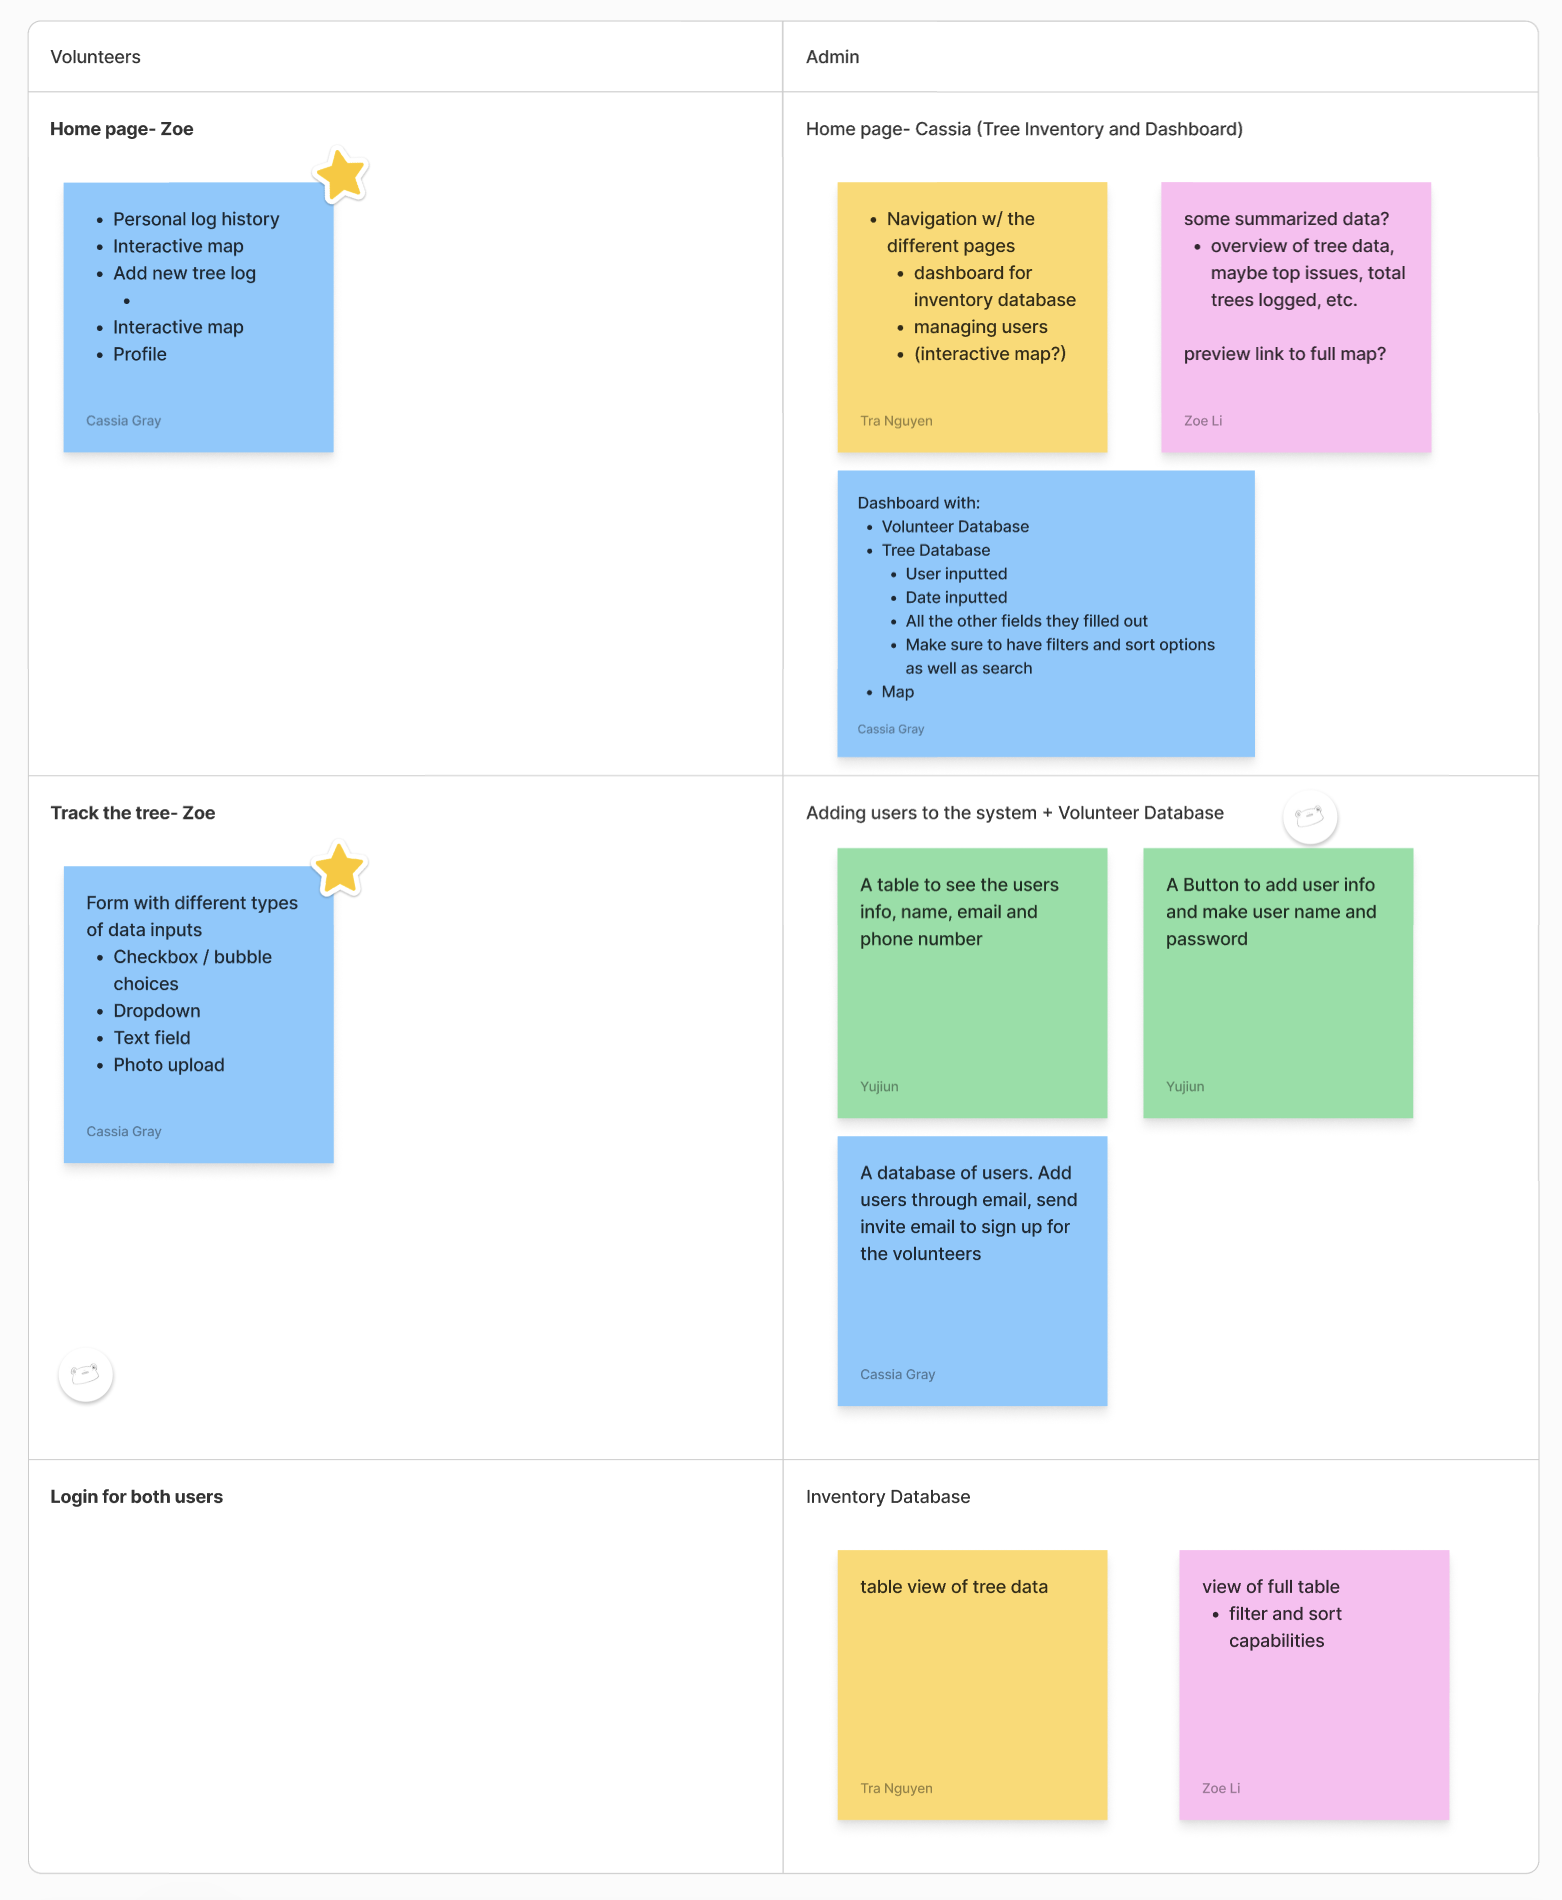 Volunteers
Admin
Home page- Zoe
Personal log history
Interactive map
Add new tree log
Interactive map
Profile
Cassia Gray
Home page- Cassia (Tree Inventory and Dashboard)
Navigation w/ the
different pages
dashboard for
inventory database
managing users
(interactive map?)
Tra Nguyen
some summarized data?
overview of tree data,
maybe top issues, total
trees logged, etc.
preview link to full map?
Zoe Li
Dashboard with:
Volunteer Database
Tree Database
User inputted
Date inputted
All the other fields they filled out
Make sure to have filters and sort options
as well as search
Map
Cassia Gray
Track the tree- Zoe
Form with different types
of data inputs
Checkbox / bubble
choices
Dropdown
Text field
Photo upload
Cassia Gray
Adding users to the system + Volunteer Database
A table to see the users
info, name, email and
phone number
Yujiun
A Button to add user info
and make user name and
password
Yujiun
A database of users. Add
users through email, send
invite email to sign up for
the volunteers
Cassia Gray
Login for both users
Inventory Database
table view of tree data
Tra Nguyen
view of full table
filter and sort
capabilities
Zoe Li